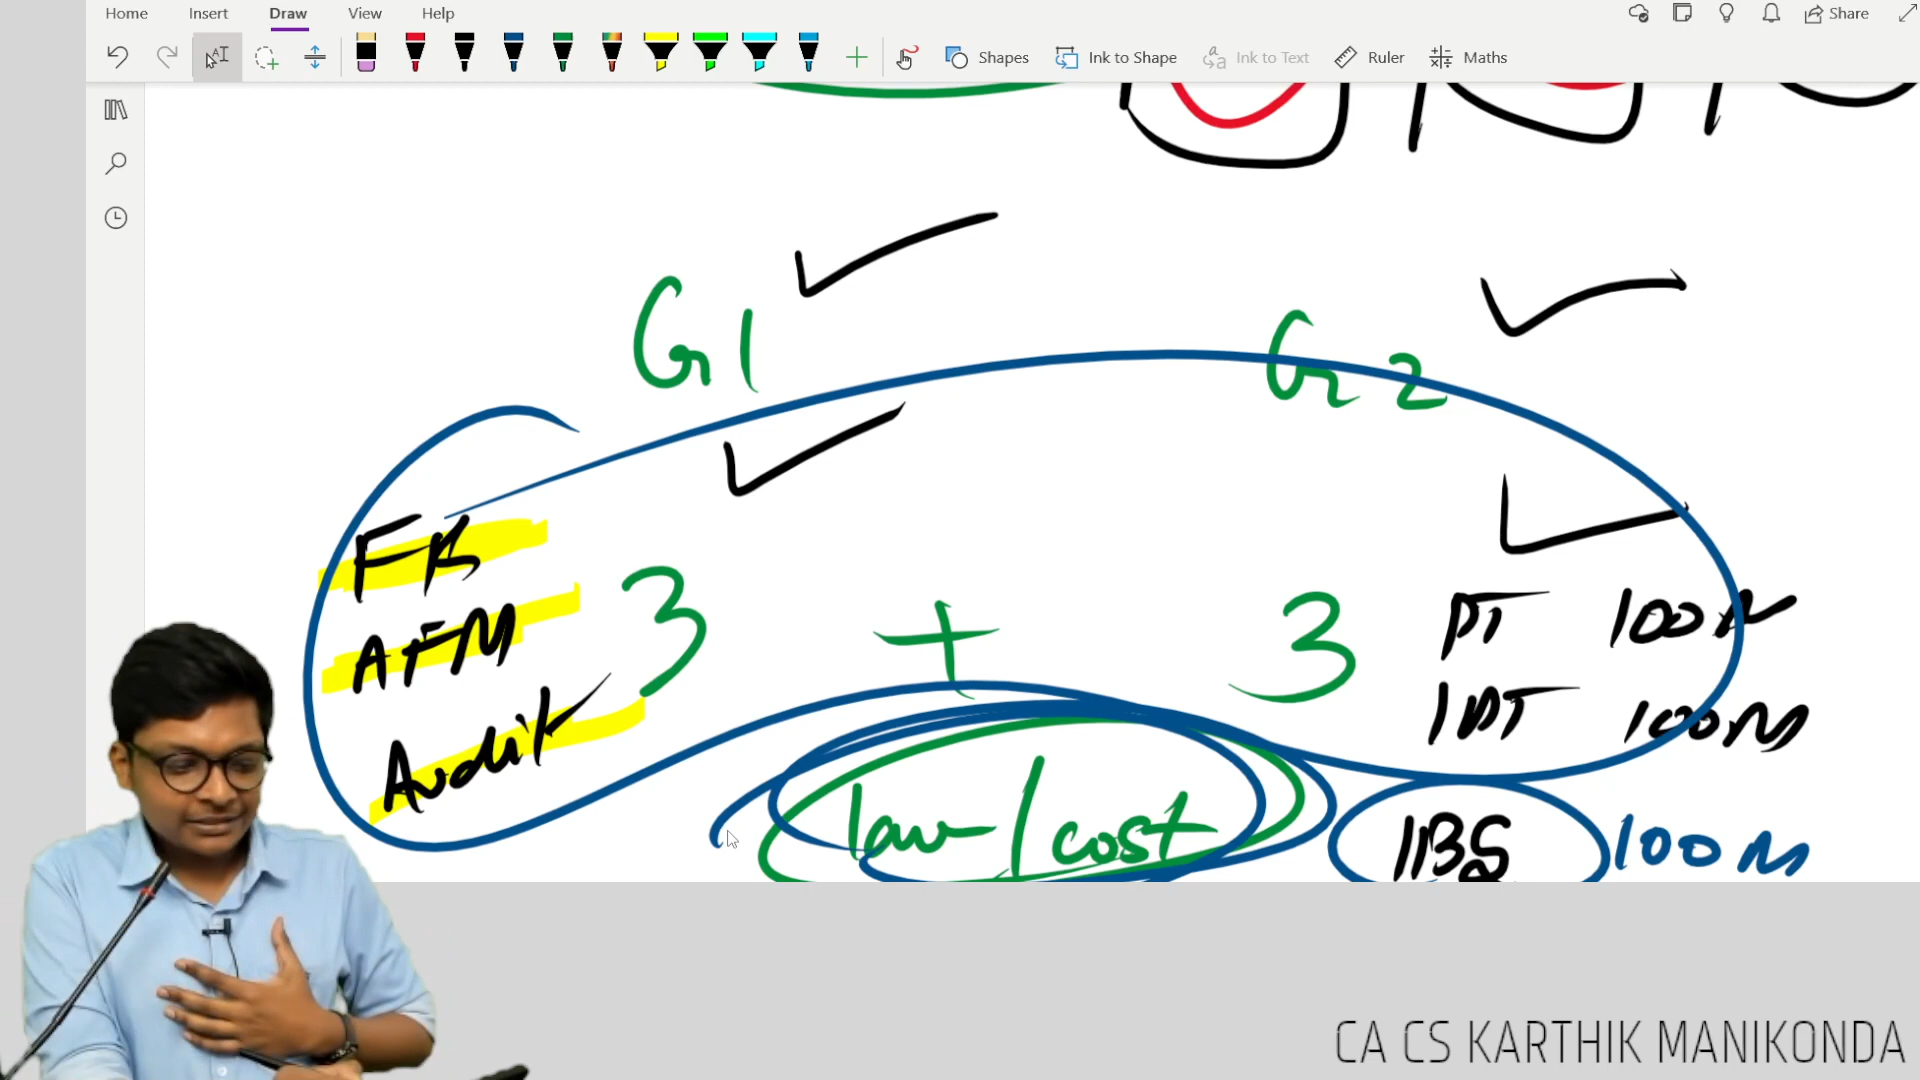 Home Insert Draw View Help Share
Shapes Ink to Shape Ink to Text Ruler Maths
G1 G2
FR
AFM
Audit
3 + 3
DT 100M
IDT 100M
law/cost
IBS 100M
CA CS KARTHIK MANIKONDA